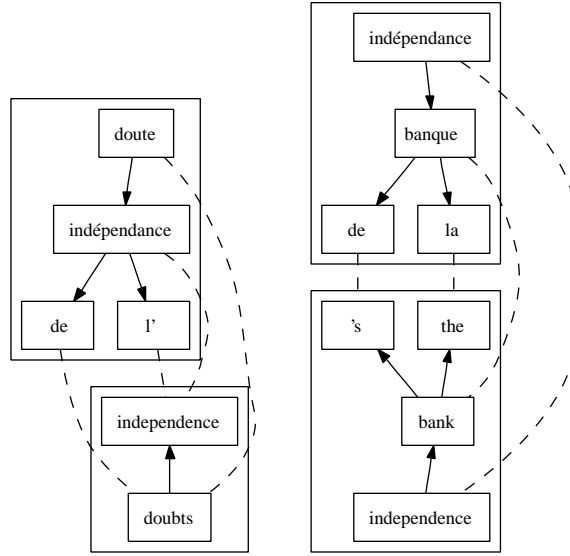 doute
indépendance
de l'
independence
doubts
indépendance
banque
de la
's the
bank
independence